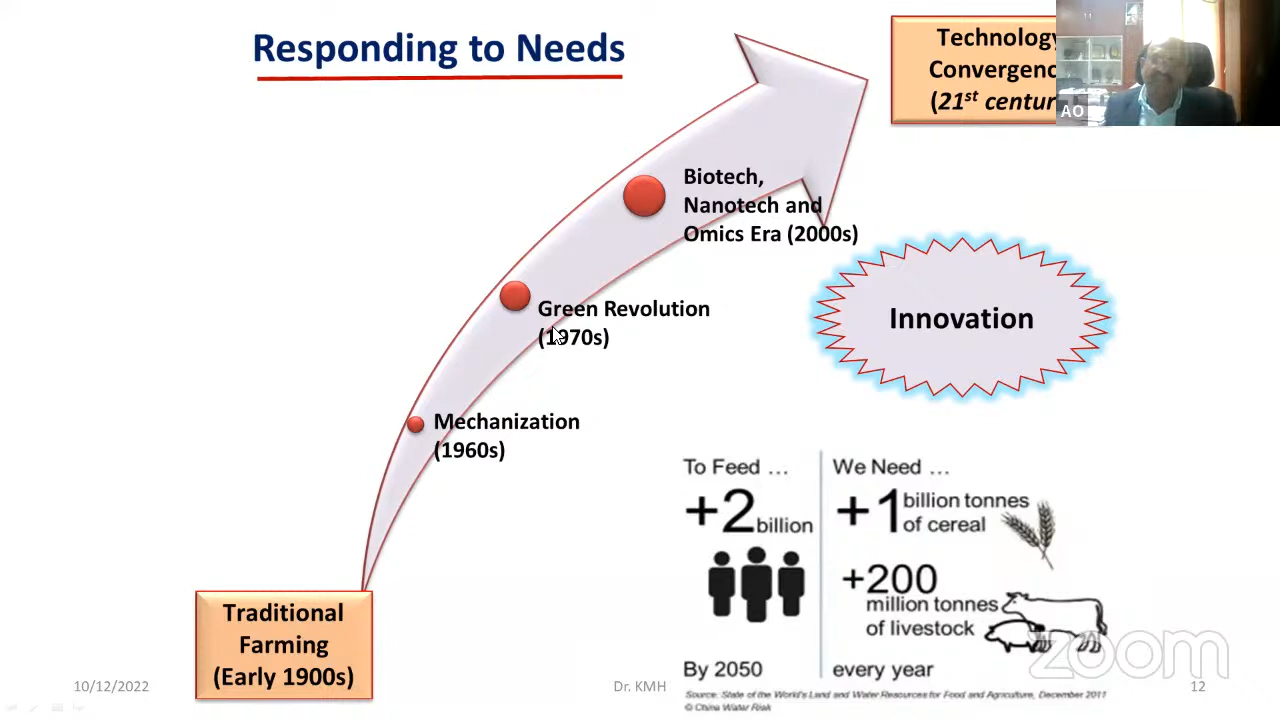 Responding to Needs
Technology
Convergenc
(21st centur
AO
Biotech,
Nanotech and
Omics Era (2000s)
Green Revolution
(1970s)
Innovation
Mechanization
(1960s)
To Feed ...
+2 billion
By 2050
We Need ...
+1 billion tonnes
of cereal
+200
million tonnes
of livestock
every year
Traditional
Farming
(Early 1900s)
zoom
10/12/2022
Dr. KMH
12
Source: State of the World's Land and Water Resources for Food and Agriculture, December 2011
© China Water Risk